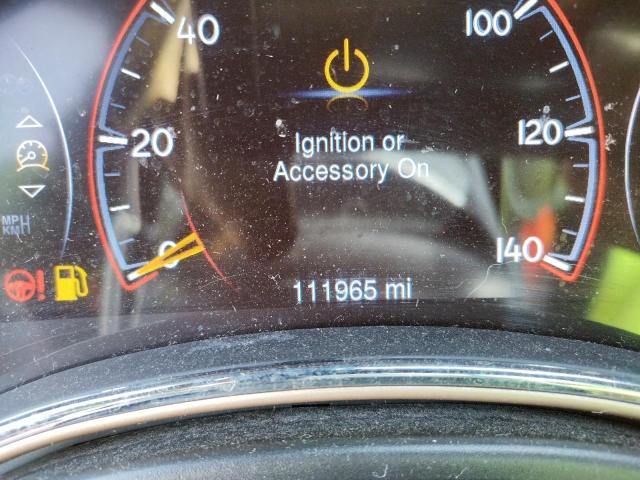 40
100
20
Ignition or
Accessory On
120
MPH
KM/H
0
140
111965 mi